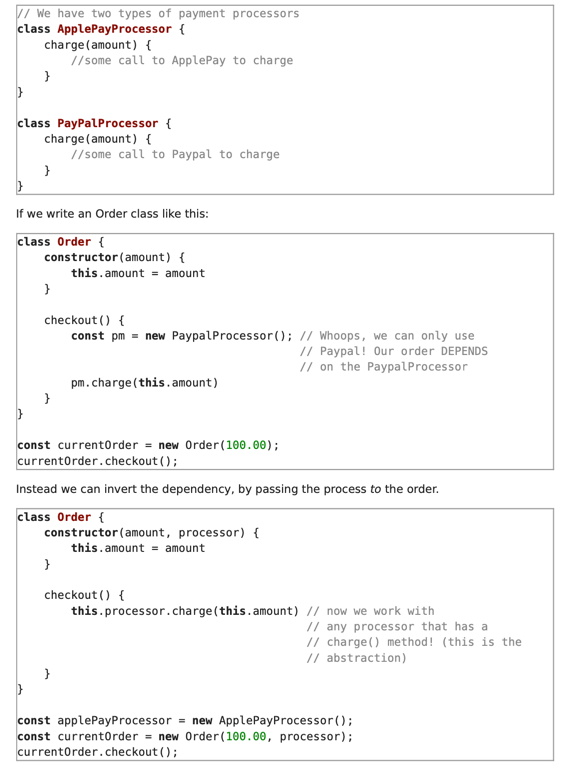 // We have two types of payment processors
class ApplePayProcessor {
    charge(amount) {
        //some call to ApplePay to charge
    }
}

class PayPalProcessor {
    charge(amount) {
        //some call to Paypal to charge
    }
}
If we write an Order class like this:
class Order {
    constructor(amount) {
        this.amount = amount
    }

    checkout() {
        const pm = new PaypalProcessor(); // Whoops, we can only use
                                          // Paypal! Our order DEPENDS
                                          // on the PaypalProcessor
        pm.charge(this.amount)
    }
}

const currentOrder = new Order(100.00);
currentOrder.checkout();
Instead we can invert the dependency, by passing the process to the order.
class Order {
    constructor(amount, processor) {
        this.amount = amount
    }

    checkout() {
        this.processor.charge(this.amount) // now we work with
                                           // any processor that has a
                                           // charge() method! (this is the
                                           // abstraction)
    }
}

const applePayProcessor = new ApplePayProcessor();
const currentOrder = new Order(100.00, processor);
currentOrder.checkout();